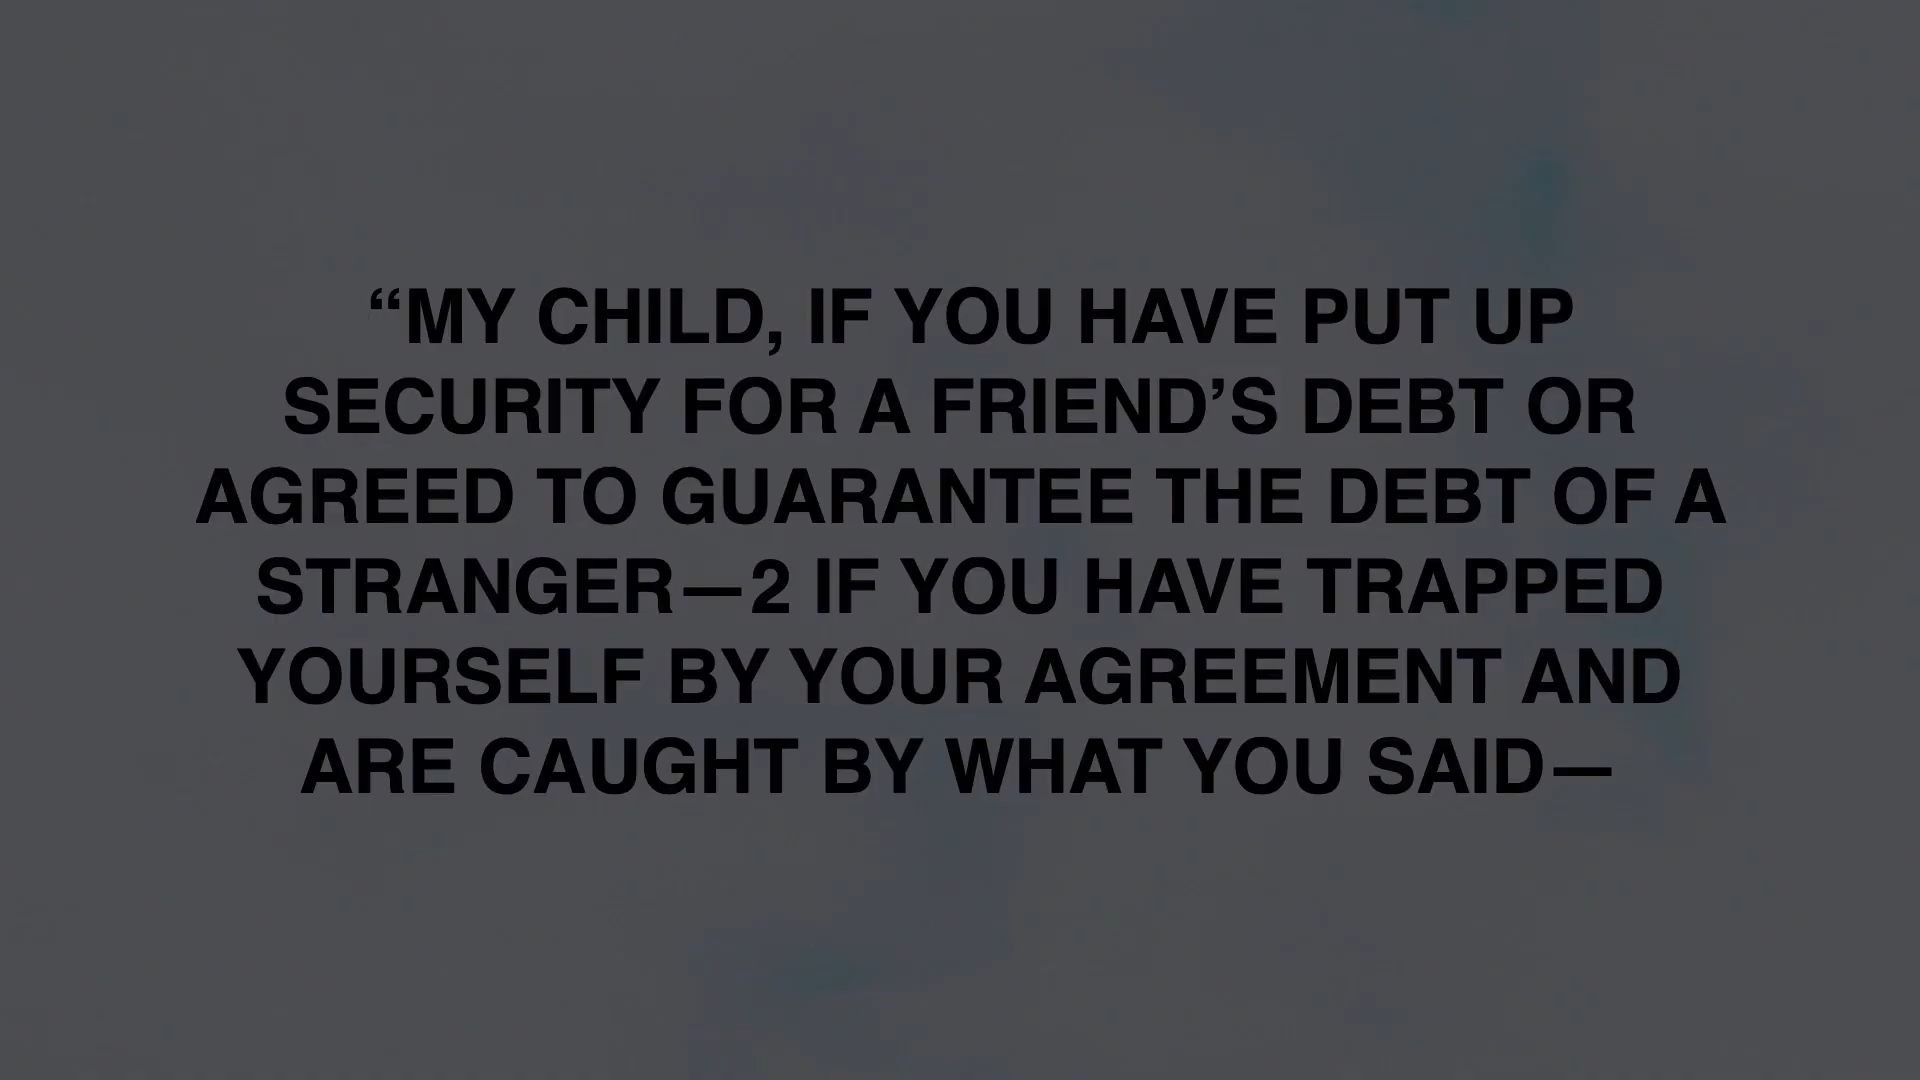 “MY CHILD, IF YOU HAVE PUT UP
SECURITY FOR A FRIEND’S DEBT OR
AGREED TO GUARANTEE THE DEBT OF A
STRANGER—2 IF YOU HAVE TRAPPED
YOURSELF BY YOUR AGREEMENT AND
ARE CAUGHT BY WHAT YOU SAID—